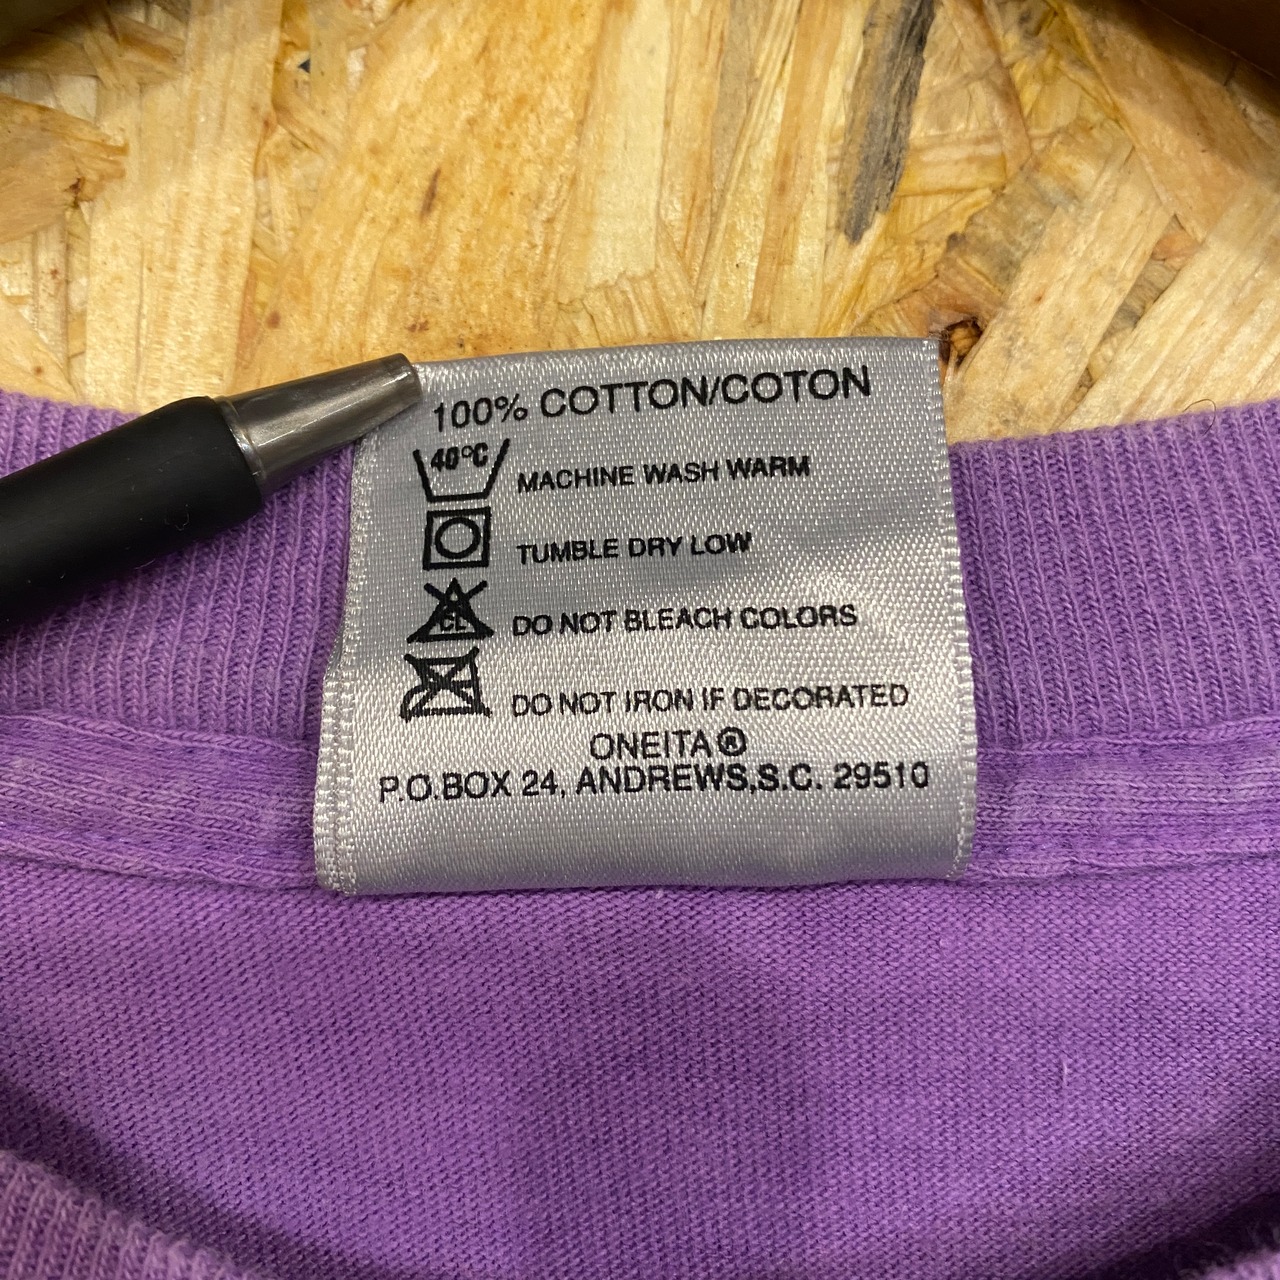 100% COTTON/COTON
40°C MACHINE WASH WARM
TUMBLE DRY LOW
CL DO NOT BLEACH COLORS
DO NOT IRON IF DECORATED
ONEITA®
P.O.BOX 24, ANDREWS,S.C. 29510